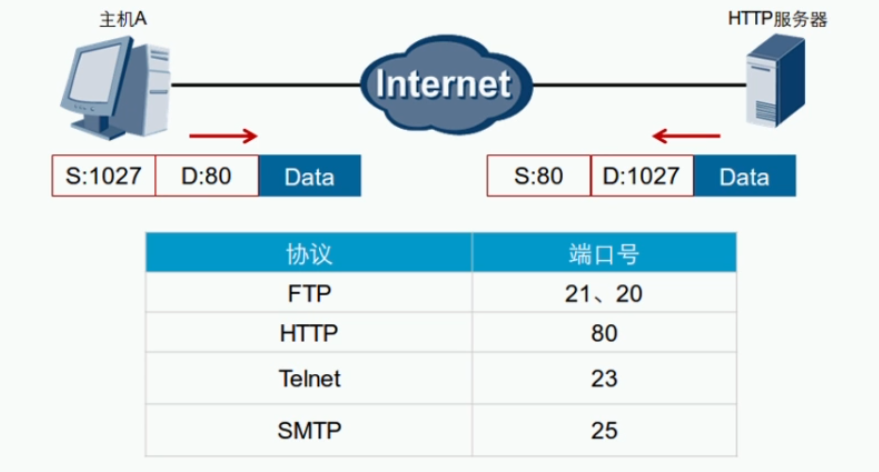 主机A
HTTP服务器
Internet
S:1027 D:80 Data
S:80 D:1027 Data
协议 端口号
FTP 21、20
HTTP 80
Telnet 23
SMTP 25